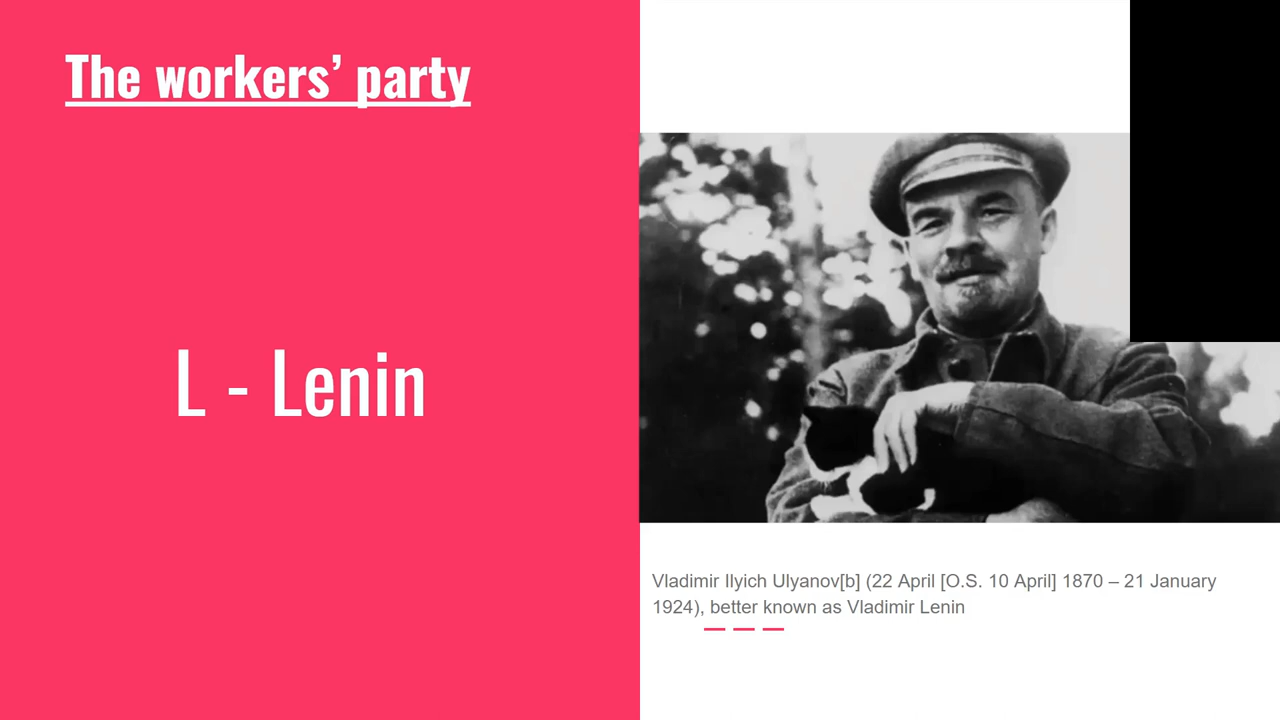 The workers’ party
L - Lenin
Vladimir Ilyich Ulyanov[b] (22 April [O.S. 10 April] 1870 – 21 January
1924), better known as Vladimir Lenin